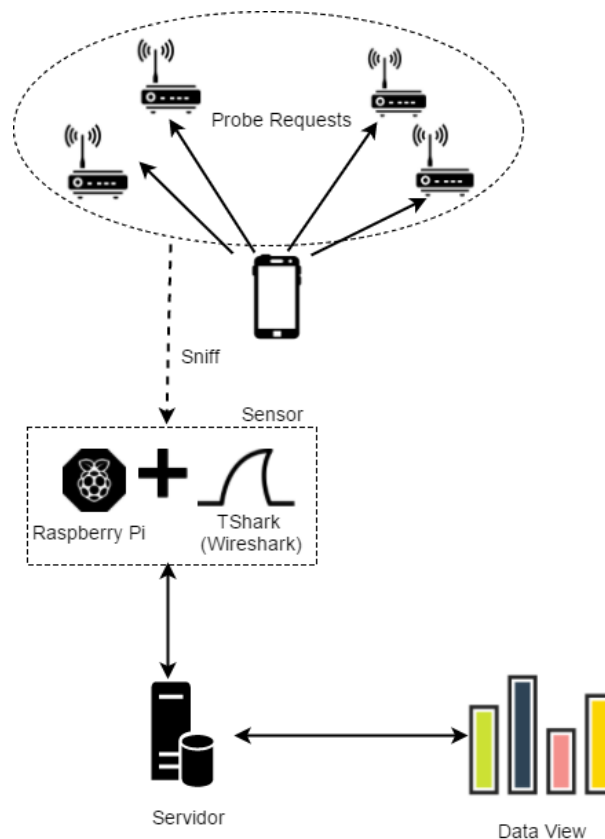 Probe Requests
Sniff
Sensor
Raspberry Pi
TShark
(Wireshark)
Servidor
Data View